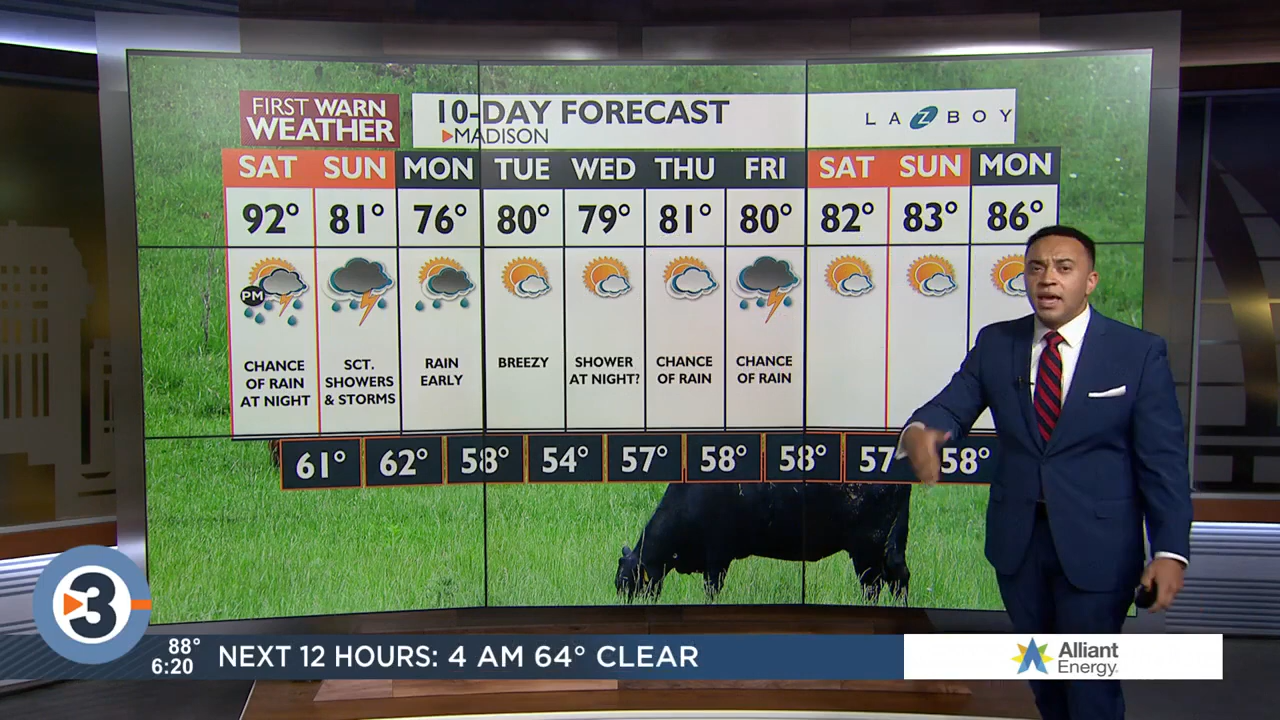 FIRST WARN
WEATHER
10-DAY FORECAST
MADISON
LA Z BOY
SAT SUN MON TUE WED THU FRI SAT SUN MON
92° 81° 76° 80° 79° 81° 80° 82° 83° 86°
PM
CHANCE
OF RAIN
AT NIGHT
SCT.
SHOWERS
& STORMS
RAIN
EARLY
BREEZY
SHOWER
AT NIGHT?
CHANCE
OF RAIN
CHANCE
OF RAIN
61° 62° 58° 54° 57° 58° 58° 57 58°
3
88°
6:20
NEXT 12 HOURS: 4 AM 64° CLEAR
Alliant
Energy